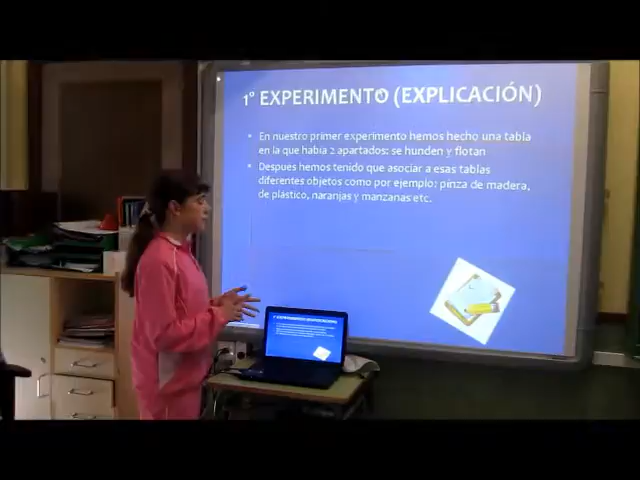 1º EXPERIMENTO (EXPLICACIÓN)
• En nuestro primer experimento hemos hecho una tabla
en la que había 2 apartados: se hunden y flotan
• Después hemos tenido que asociar a esas tablas
diferentes objetos como por ejemplo: pinza de madera,
de plástico, naranjas y manzanas etc.